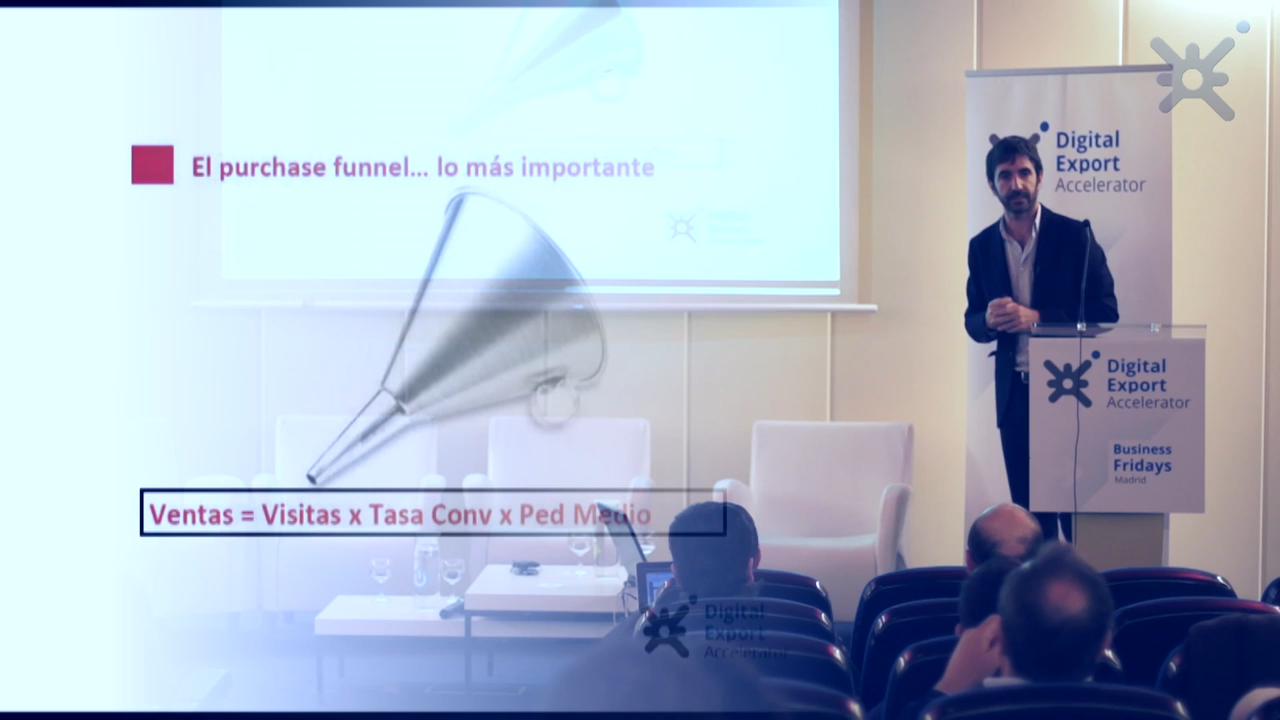 El purchase funnel... lo más importante
Ventas = Visitas x Tasa Conv x Ped Medio
Digital
Export
Accelerator
Digital
Export
Accelerator
Business
Fridays
Madrid
Digital
Export
Accelerator